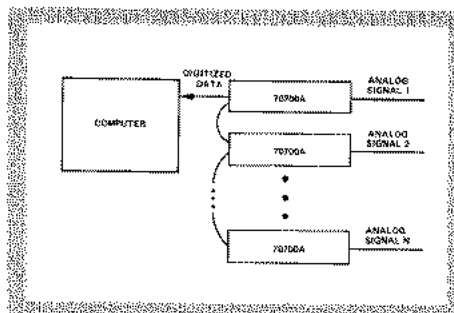 DIGITIZED
DATA
COMPUTER
70700A
ANALOG
SIGNAL 1
70700A
ANALOG
SIGNAL 2
70700A
ANALOG
SIGNAL N